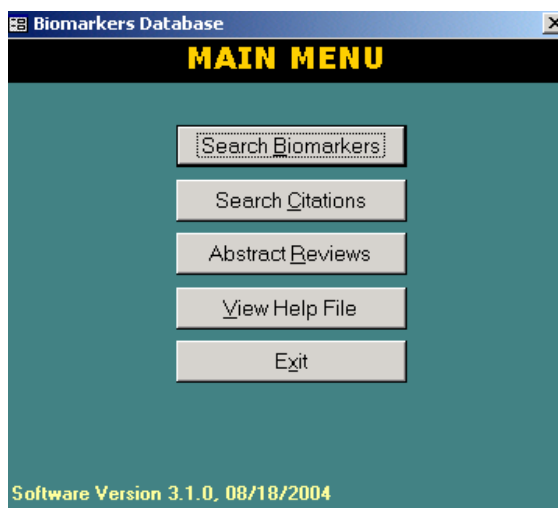 Biomarkers Database
MAIN MENU
Search Biomarkers
Search Citations
Abstract Reviews
View Help File
Exit
Software Version 3.1.0, 08/18/2004